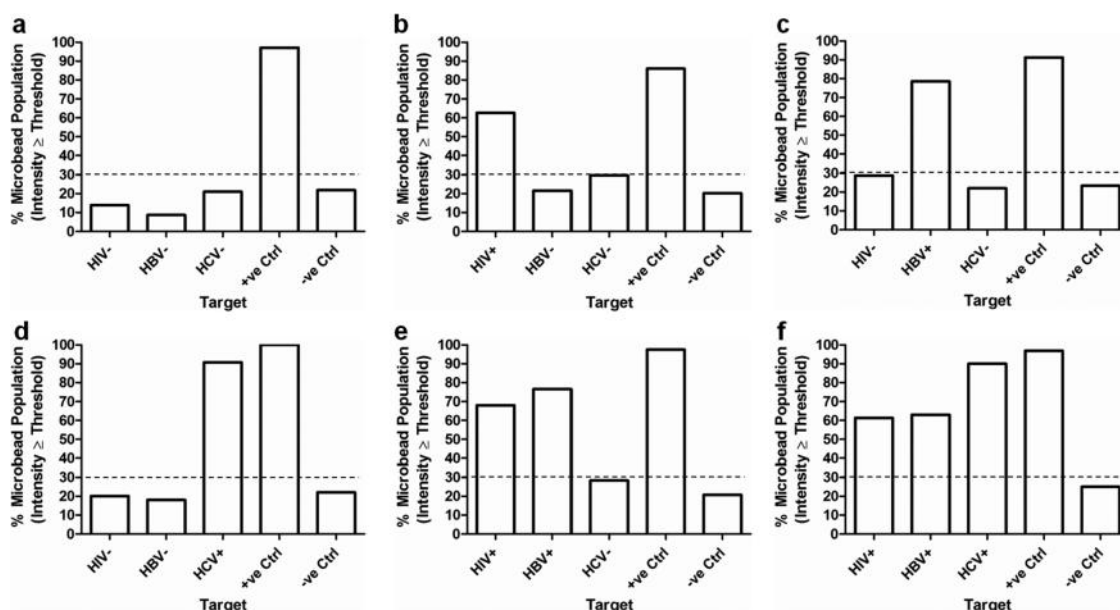 a
% Microbead Population
(Intensity ≥ Threshold)
100
90
80
70
60
50
40
30
20
10
0
HIV-
HBV-
HCV-
+ve Ctrl
-ve Ctrl
Target
b
% Microbead Population
(Intensity ≥ Threshold)
100
90
80
70
60
50
40
30
20
10
0
HIV+
HBV-
HCV-
+ve Ctrl
-ve Ctrl
Target
c
% Microbead Population
(Intensity ≥ Threshold)
100
90
80
70
60
50
40
30
20
10
0
HIV-
HBV+
HCV-
+ve Ctrl
-ve Ctrl
Target
d
% Microbead Population
(Intensity ≥ Threshold)
100
90
80
70
60
50
40
30
20
10
0
HIV-
HBV-
HCV+
+ve Ctrl
-ve Ctrl
Target
e
% Microbead Population
(Intensity ≥ Threshold)
100
90
80
70
60
50
40
30
20
10
0
HIV+
HBV+
HCV-
+ve Ctrl
-ve Ctrl
Target
f
% Microbead Population
(Intensity ≥ Threshold)
100
90
80
70
60
50
40
30
20
10
0
HIV+
HBV+
HCV+
+ve Ctrl
-ve Ctrl
Target